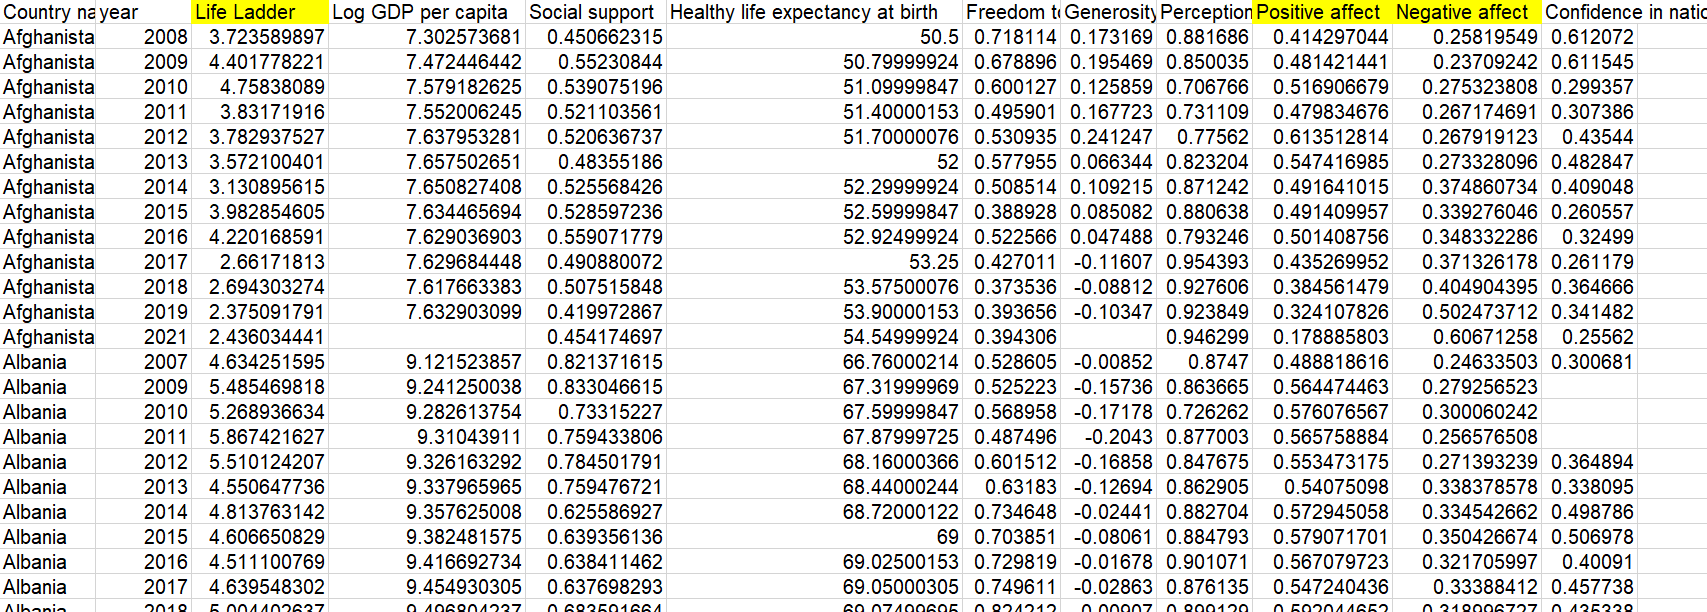 Country na year Life Ladder Log GDP per capita Social support Healthy life expectancy at birth Freedom to Generosity Perception Positive affect Negative affect Confidence in natio
Afghanista 2008 3.723589897 7.302573681 0.450662315 50.5 0.718114 0.173169 0.881686 0.414297044 0.25819549 0.612072
Afghanista 2009 4.401778221 7.472446442 0.55230844 50.79999924 0.678896 0.195469 0.850035 0.481421441 0.23709242 0.611545
Afghanista 2010 4.75838089 7.579182625 0.539075196 51.09999847 0.600127 0.125859 0.706766 0.516906679 0.275323808 0.299357
Afghanista 2011 3.83171916 7.552006245 0.521103561 51.40000153 0.495901 0.167723 0.731109 0.479834676 0.267174691 0.307386
Afghanista 2012 3.782937527 7.637953281 0.520636737 51.70000076 0.530935 0.241247 0.77562 0.613512814 0.267919123 0.43544
Afghanista 2013 3.572100401 7.657502651 0.48355186 52 0.577955 0.066344 0.823204 0.547416985 0.273328096 0.482847
Afghanista 2014 3.130895615 7.650827408 0.525568426 52.29999924 0.508514 0.109215 0.871242 0.491641015 0.374860734 0.409048
Afghanista 2015 3.982854605 7.634465694 0.528597236 52.59999847 0.388928 0.085082 0.880638 0.491409957 0.339276046 0.260557
Afghanista 2016 4.220168591 7.629036903 0.559071779 52.92499924 0.522566 0.047488 0.793246 0.501408756 0.348332286 0.32499
Afghanista 2017 2.66171813 7.629684448 0.490880072 53.25 0.427011 -0.11607 0.954393 0.435269952 0.371326178 0.261179
Afghanista 2018 2.694303274 7.617663383 0.507515848 53.57500076 0.373536 -0.08812 0.927606 0.384561479 0.404904395 0.364666
Afghanista 2019 2.375091791 7.632903099 0.419972867 53.90000153 0.393656 -0.10347 0.923849 0.324107826 0.502473712 0.341482
Afghanista 2021 2.436034441 0.454174697 54.54999924 0.394306 0.946299 0.178885803 0.60671258 0.25562
Albania 2007 4.634251595 9.121523857 0.821371615 66.76000214 0.528605 -0.00852 0.8747 0.488818616 0.24633503 0.300681
Albania 2009 5.485469818 9.241250038 0.833046615 67.31999969 0.525223 -0.15736 0.863665 0.564474463 0.279256523
Albania 2010 5.268936634 9.282613754 0.73315227 67.59999847 0.568958 -0.17178 0.726262 0.576076567 0.300060242
Albania 2011 5.867421627 9.31043911 0.759433806 67.87999725 0.487496 -0.2043 0.877003 0.565758884 0.256576508
Albania 2012 5.510124207 9.326163292 0.784501791 68.16000366 0.601512 -0.16858 0.847675 0.553473175 0.271393239 0.364894
Albania 2013 4.550647736 9.337965965 0.759476721 68.44000244 0.63183 -0.12694 0.862905 0.54075098 0.338378578 0.338095
Albania 2014 4.813763142 9.357625008 0.625586927 68.72000122 0.734648 -0.02441 0.882704 0.572945058 0.334542662 0.498786
Albania 2015 4.606650829 9.382481575 0.639356136 69 0.703851 -0.08061 0.884793 0.579071701 0.350426674 0.506978
Albania 2016 4.511100769 9.416692734 0.638411462 69.02500153 0.729819 -0.01678 0.901071 0.567079723 0.321705997 0.40091
Albania 2017 4.639548302 9.454930305 0.637698293 69.05000305 0.749611 -0.02863 0.876135 0.547240436 0.33388412 0.457738
Albania 2018 5.004402637 9.496804237 0.683591664 69.07499695 0.824212 0.00907 0.899129 0.592044652 0.318996727 0.435338